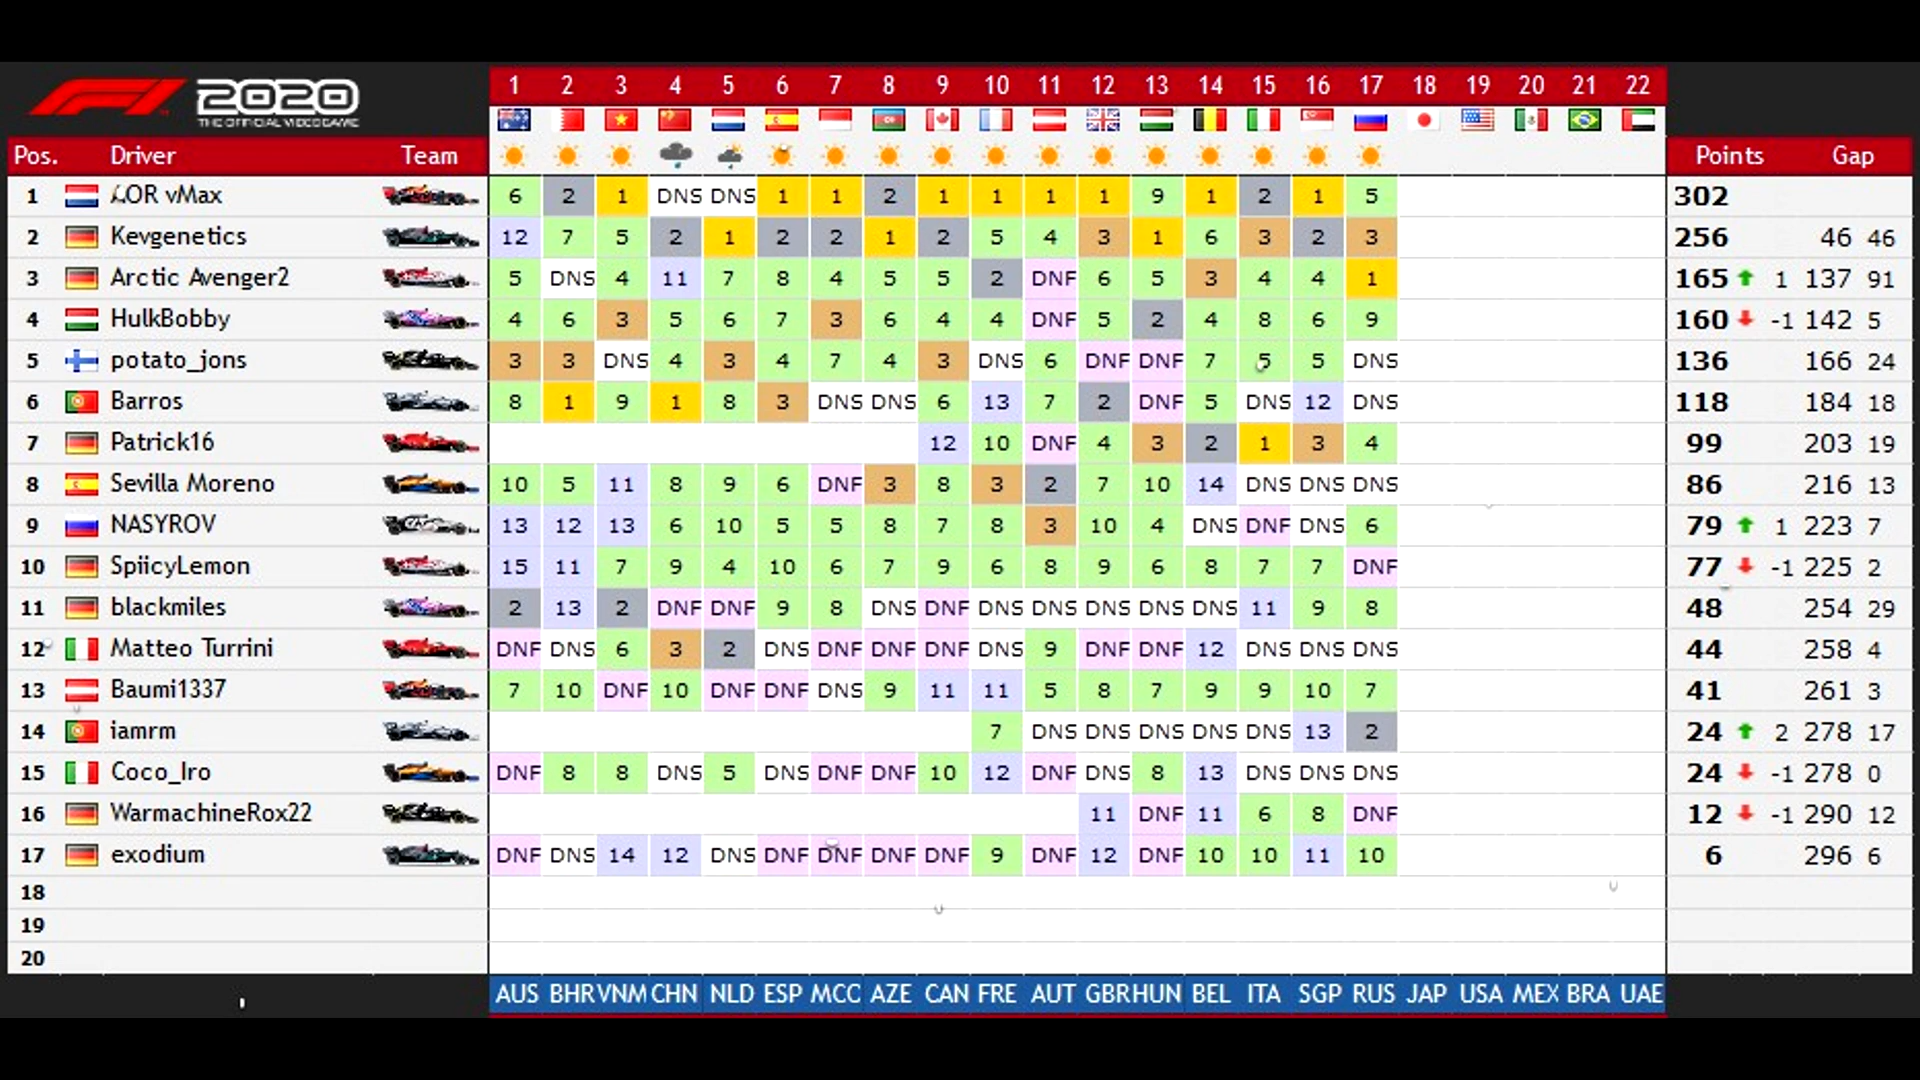 1 2 3 4 5 6 7 8 9 10 11 12 13 14 15 16 17 18 19 20 21 22
F1 2020
THE OFFICIAL VIDEOGAME
Pos. Driver Team Points Gap
1 KOR vMax 6 2 1 DNS DNS 1 1 2 1 1 1 1 9 1 2 1 5 302
2 Kevgenetics 12 7 5 2 1 2 2 1 2 5 4 3 1 6 3 2 3 256 46 46
3 Arctic Avenger2 5 DNS 4 11 7 8 4 5 5 2 DNF 6 5 3 4 4 1 165 1 137 91
4 HulkBobby 4 6 3 5 6 7 3 6 4 4 DNF 5 2 4 8 6 9 160 -1 142 5
5 potato_jons 3 3 DNS 4 3 4 7 4 3 DNS 6 DNF DNF 7 5 5 DNS 136 166 24
6 Barros 8 1 9 1 8 3 DNS DNS 6 13 7 2 DNF 5 DNS 12 DNS 118 184 18
7 Patrick16 12 10 DNF 4 3 2 1 3 4 99 203 19
8 Sevilla Moreno 10 5 11 8 9 6 DNF 3 8 3 2 7 10 14 DNS DNS DNS 86 216 13
9 NASYROV 13 12 13 6 10 5 5 8 7 8 3 10 4 DNS DNF DNS 6 79 1 223 7
10 SpiicyLemon 15 11 7 9 4 10 6 7 9 6 8 9 6 8 7 7 DNF 77 -1 225 2
11 blackmiles 2 13 2 DNF DNF 9 8 DNS DNF DNS DNS DNS DNS DNS 11 9 8 48 254 29
12 Matteo Turrini DNF DNS 6 3 2 DNS DNF DNF DNF DNS 9 DNF DNF 12 DNS DNS DNS 44 258 4
13 Baumi1337 7 10 DNF 10 DNF DNF DNS 9 11 11 5 8 7 9 9 10 7 41 261 3
14 iamrm 7 DNS DNS DNS DNS DNS 13 2 24 2 278 17
15 Coco_Iro DNF 8 8 DNS 5 DNS DNF DNF 10 12 DNF DNS 8 13 DNS DNS DNS 24 -1 278 0
16 WarmachineRox22 11 DNF 11 6 8 DNF 12 -1 290 12
17 exodium DNF DNS 14 12 DNS DNF DNF DNF DNF 9 DNF 12 DNF 10 10 11 10 6 296 6
18
19
20
AUS BHR VNM CHN NLD ESP MCO AZE CAN FRE AUT GBR HUN BEL ITA SGP RUS JAP USA MEX BRA UAE